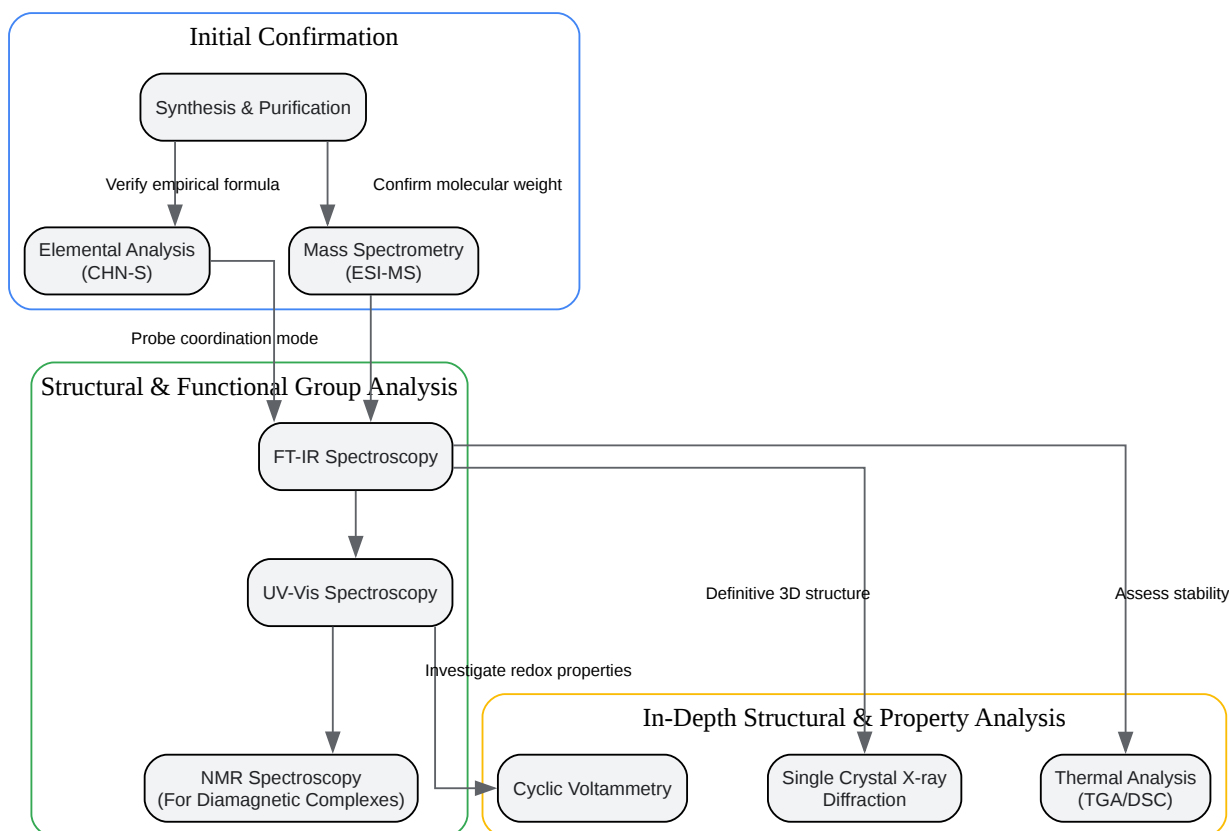 Initial Confirmation
Synthesis & Purification
Verify empirical formula
Confirm molecular weight
Elemental Analysis
(CHN-S)
Mass Spectrometry
(ESI-MS)
Probe coordination mode
Structural & Functional Group Analysis
FT-IR Spectroscopy
UV-Vis Spectroscopy
Definitive 3D structure
Assess stability
Investigate redox properties
In-Depth Structural & Property Analysis
NMR Spectroscopy
(For Diamagnetic Complexes)
Cyclic Voltammetry
Single Crystal X-ray
Diffraction
Thermal Analysis
(TGA/DSC)